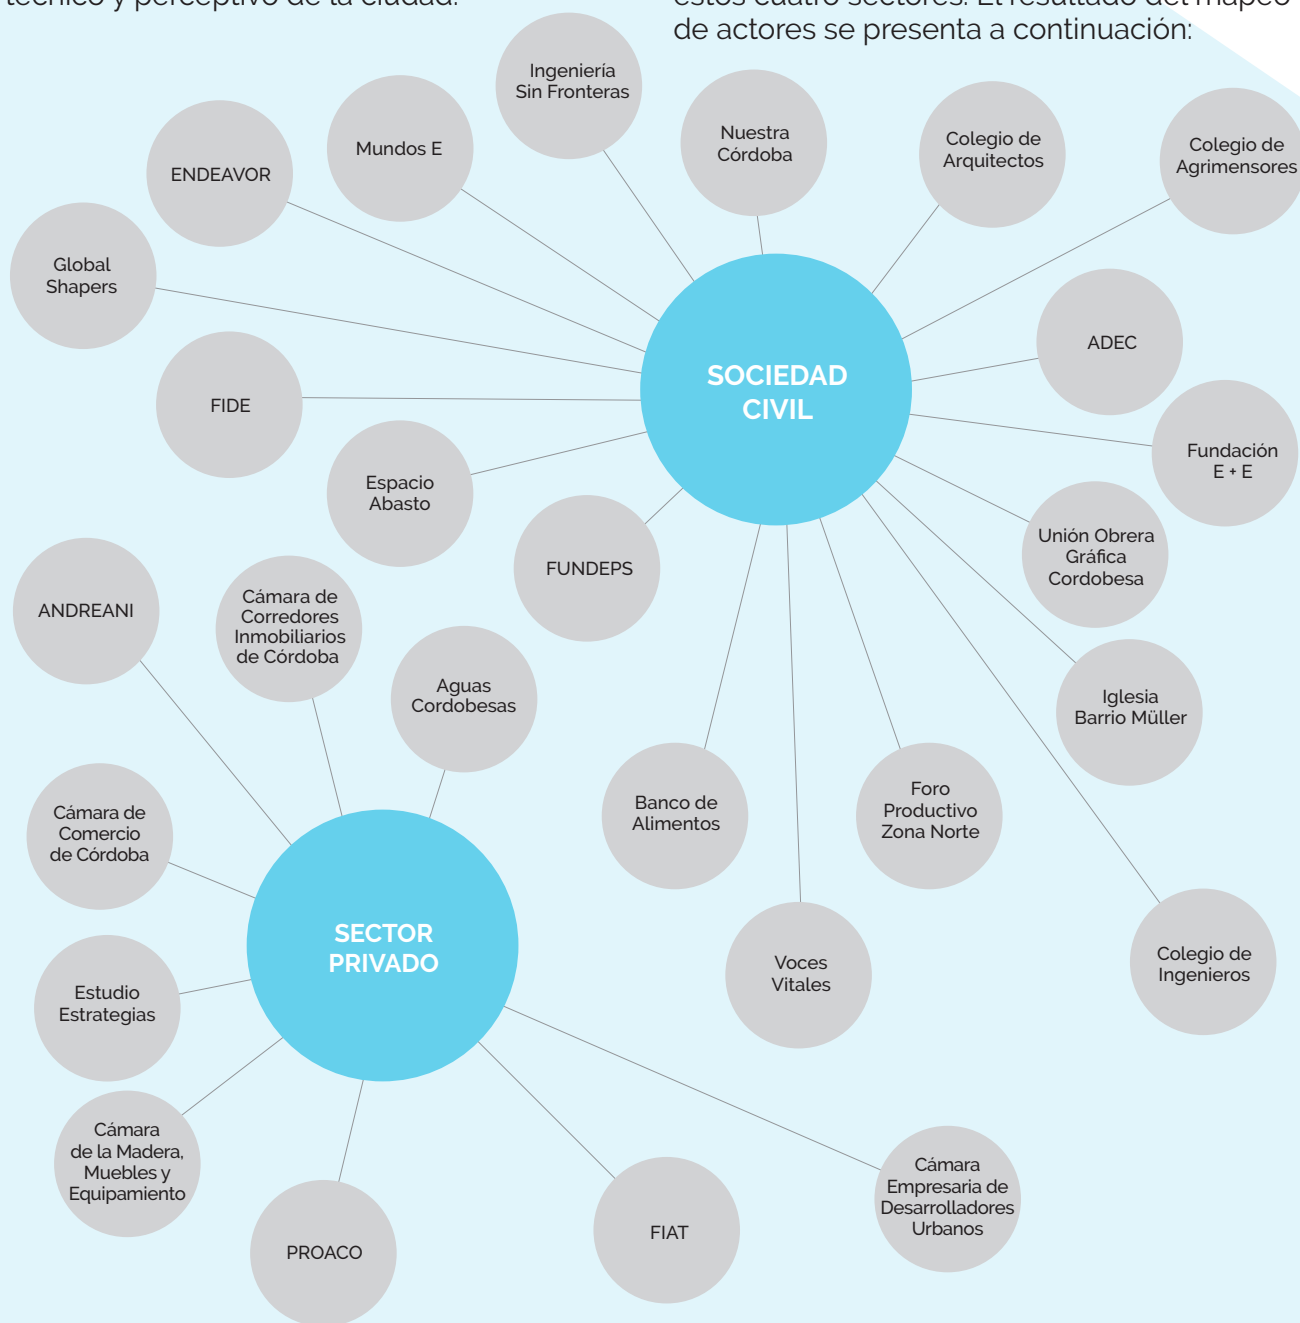 técnico y perceptivo de la ciudad.
estos cuatro sectores. El resultado del mapeo
de actores se presenta a continuación:
Ingeniería
Sin Fronteras
Mundos E
Nuestra
Córdoba
Colegio de
Arquitectos
Colegio de
Agrimensores
ENDEAVOR
Global
Shapers
ADEC
SOCIEDAD
CIVIL
FIDE
Fundación
E + E
Espacio
Abasto
Unión Obrera
Gráfica
Cordobesa
FUNDEPS
ANDREANI
Cámara de
Corredores
Inmobiliarios
de Córdoba
Aguas
Cordobesas
Iglesia
Barrio Müller
Banco de
Alimentos
Foro
Productivo
Zona Norte
Cámara de
Comercio
de Córdoba
SECTOR
PRIVADO
Voces
Vitales
Colegio de
Ingenieros
Estudio
Estrategias
Cámara
de la Madera,
Muebles y
Equipamiento
PROACO
FIAT
Cámara
Empresaria de
Desarrolladores
Urbanos